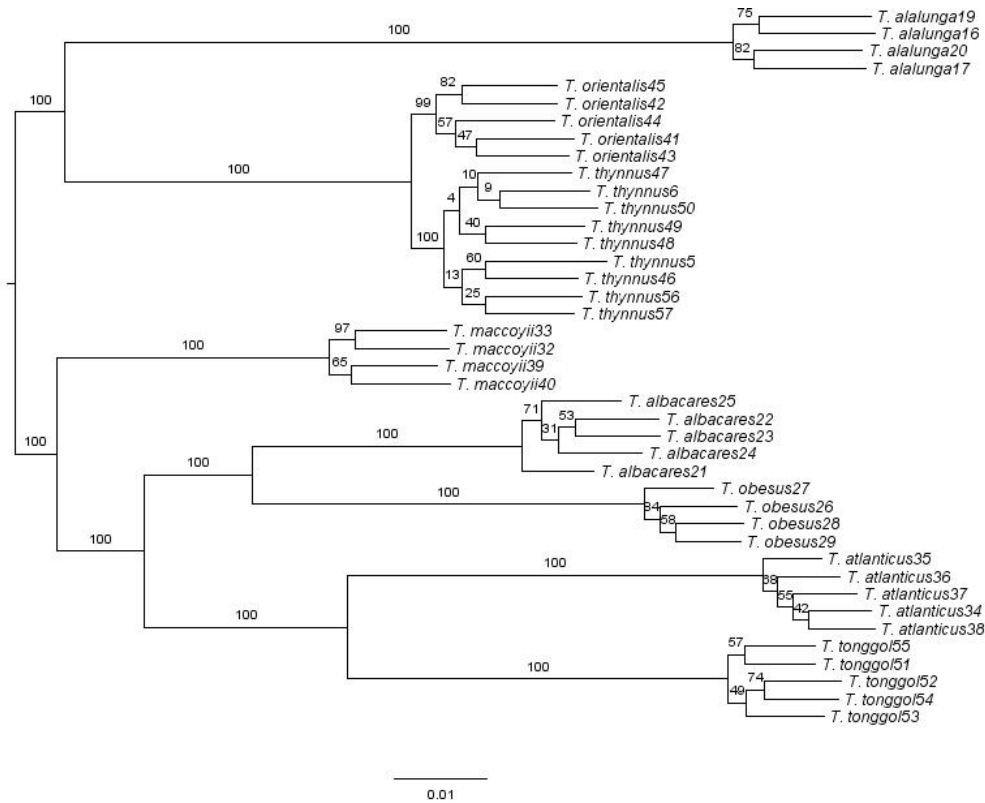 75
T. alalunga19
100
T. alalunga16
82
T. alalunga20
T. alalunga17
82
T. orientalis45
100
99
T. orientalis42
57
T. orientalis44
47
T. orientalis41
T. orientalis43
100
10
T. thynnus47
9
T. thynnus6
4
T. thynnus50
40
T. thynnus49
100
T. thynnus48
60
T. thynnus5
13
T. thynnus46
25
T. thynnus56
T. thynnus57
97
T. maccoyii33
100
T. maccoyii32
65
T. maccoyii39
T. maccoyii40
71
T. albacares25
53
T. albacares22
100
100
31
T. albacares23
T. albacares24
100
T. albacares21
T. obesus27
100
84
T. obesus26
58
T. obesus28
100
T. obesus29
T. atlanticus35
100
T. atlanticus36
55
T. atlanticus37
42
T. atlanticus34
100
T. atlanticus38
57
T. tonggol55
100
T. tonggol51
74
T. tonggol52
49
T. tonggol54
T. tonggol53
0.01